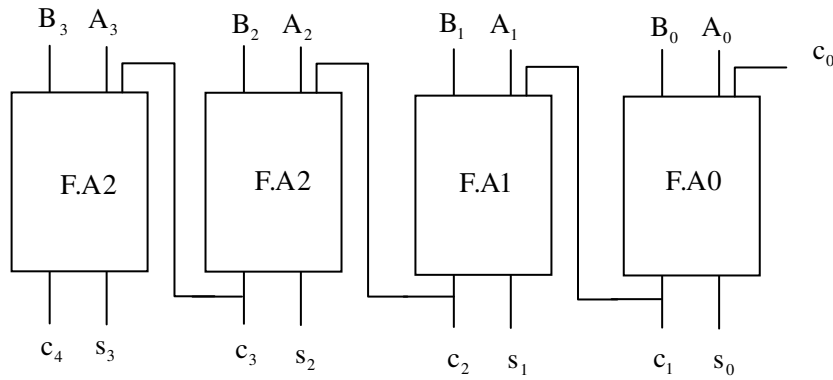 B₃ A₃ B₂ A₂ B₁ A₁ B₀ A₀ c₀
F.A2 F.A2 F.A1 F.A0
c₄ s₃ c₃ s₂ c₂ s₁ c₁ s₀